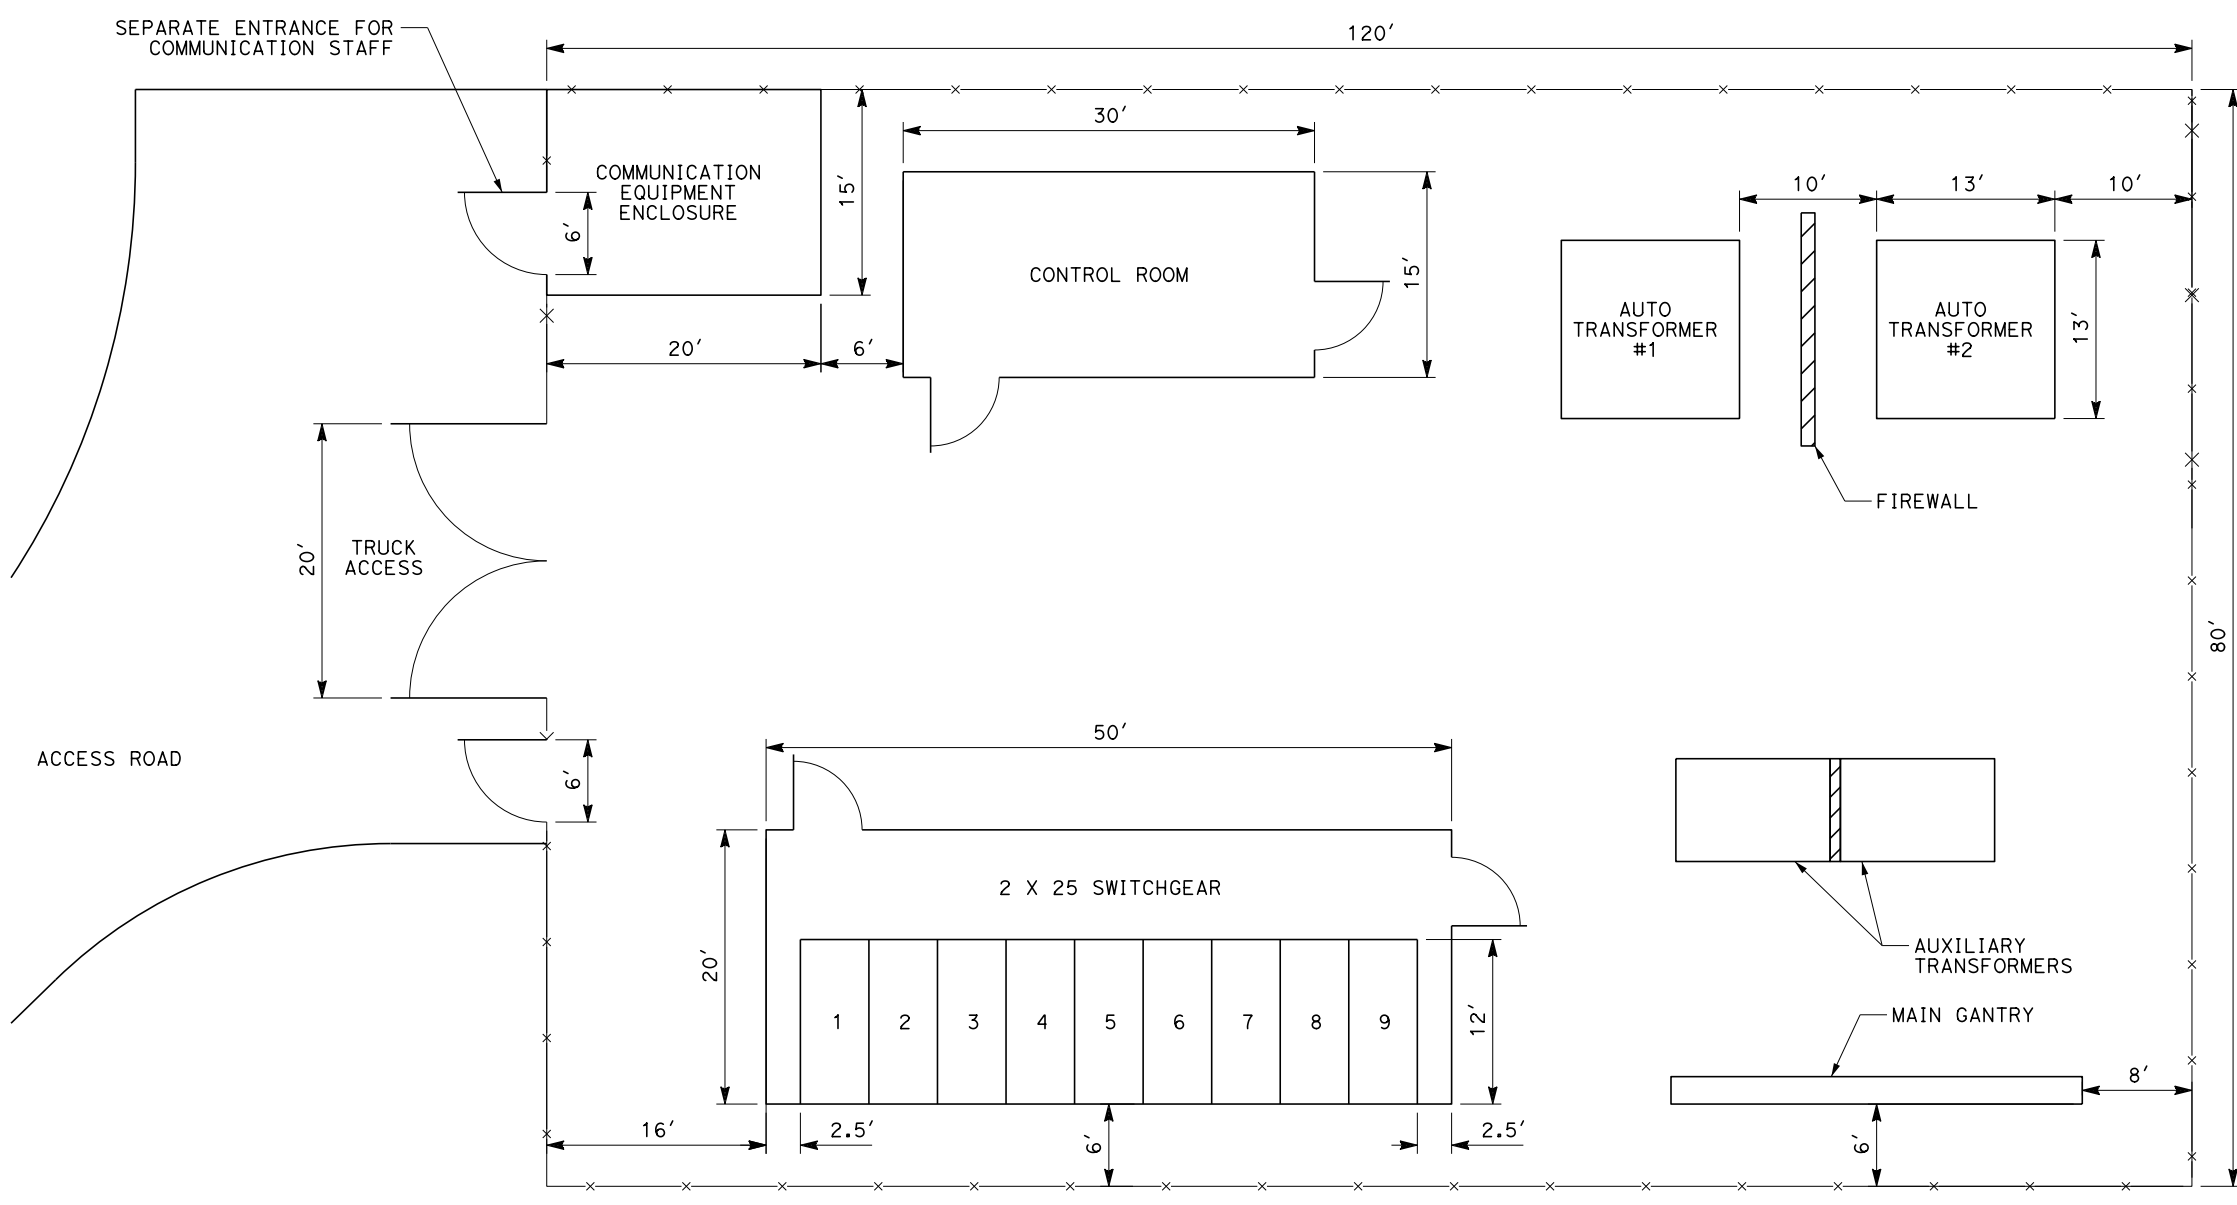 SEPARATE ENTRANCE FOR
COMMUNICATION STAFF
120'
30'
COMMUNICATION
EQUIPMENT
ENCLOSURE
15'
6'
10'
13'
10'
CONTROL ROOM
15'
AUTO
TRANSFORMER
#1
AUTO
TRANSFORMER
#2
13'
20'
6'
FIREWALL
20'
TRUCK
ACCESS
80'
ACCESS ROAD
6'
50'
2 X 25 SWITCHGEAR
20'
1
2
3
4
5
6
7
8
9
12'
AUXILIARY
TRANSFORMERS
MAIN GANTRY
8'
16'
2.5'
6'
2.5'
6'